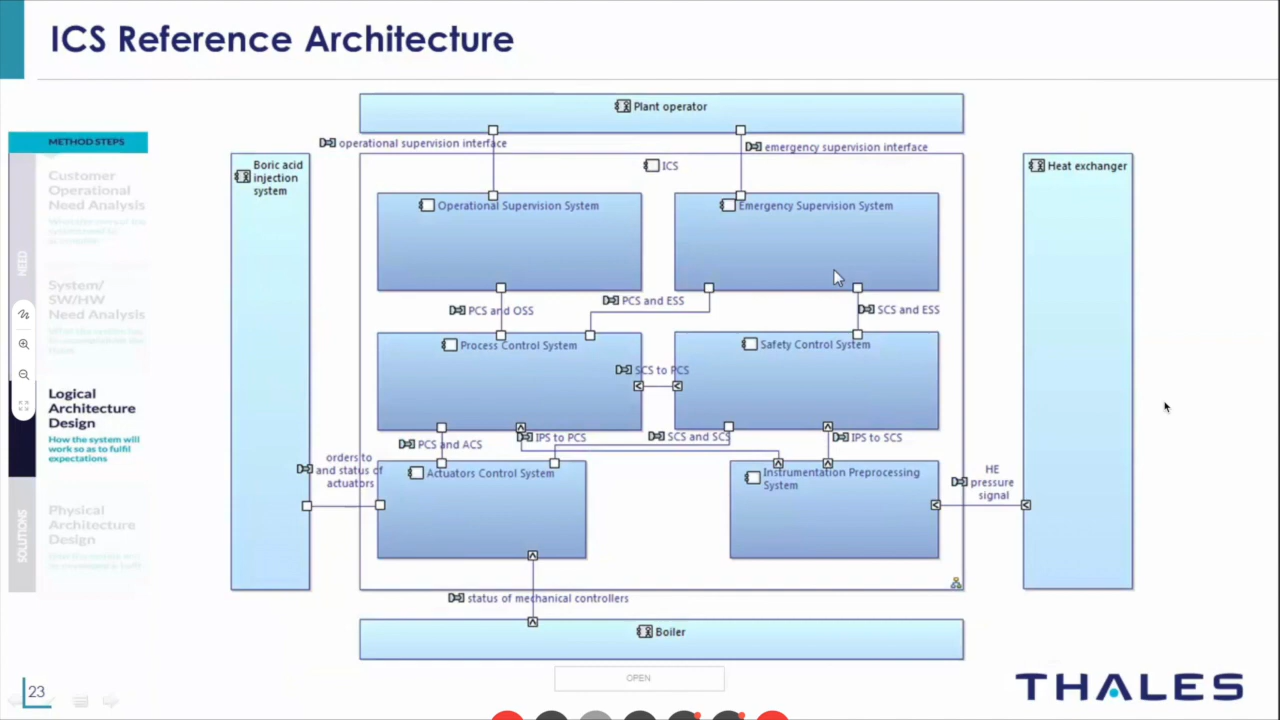 ICS Reference Architecture
METHOD STEPS
Customer
Operational
Need Analysis
NEED
System/
SW/HW
Need Analysis
Logical
Architecture
Design
How the system will
work so as to fulfil
expectations
Physical
Architecture
Design
SOLUTIONS
Plant operator
operational supervision interface
emergency supervision interface
Boric acid
injection
system
ICS
Heat exchanger
Operational Supervision System
Emergency Supervision System
PCS and OSS
PCS and ESS
SCS and ESS
Process Control System
Safety Control System
SCS to PCS
PCS and ACS
IPS to PCS
SCS and SCS
IPS to SCS
orders to
and status of
actuators
Actuators Control System
Instrumentation Preprocessing
System
HE
pressure
signal
status of mechanical controllers
Boiler
OPEN
23
THALES